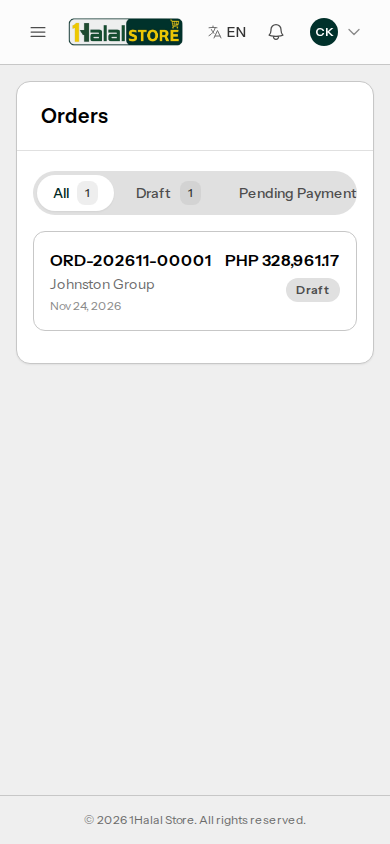 1Halal STORE EN CK
Orders
All 1 Draft 1 Pending Payment
ORD-202611-00001 PHP 328,961.17
Johnston Group
Draft
Nov 24, 2026
© 2026 1Halal Store. All rights reserved.